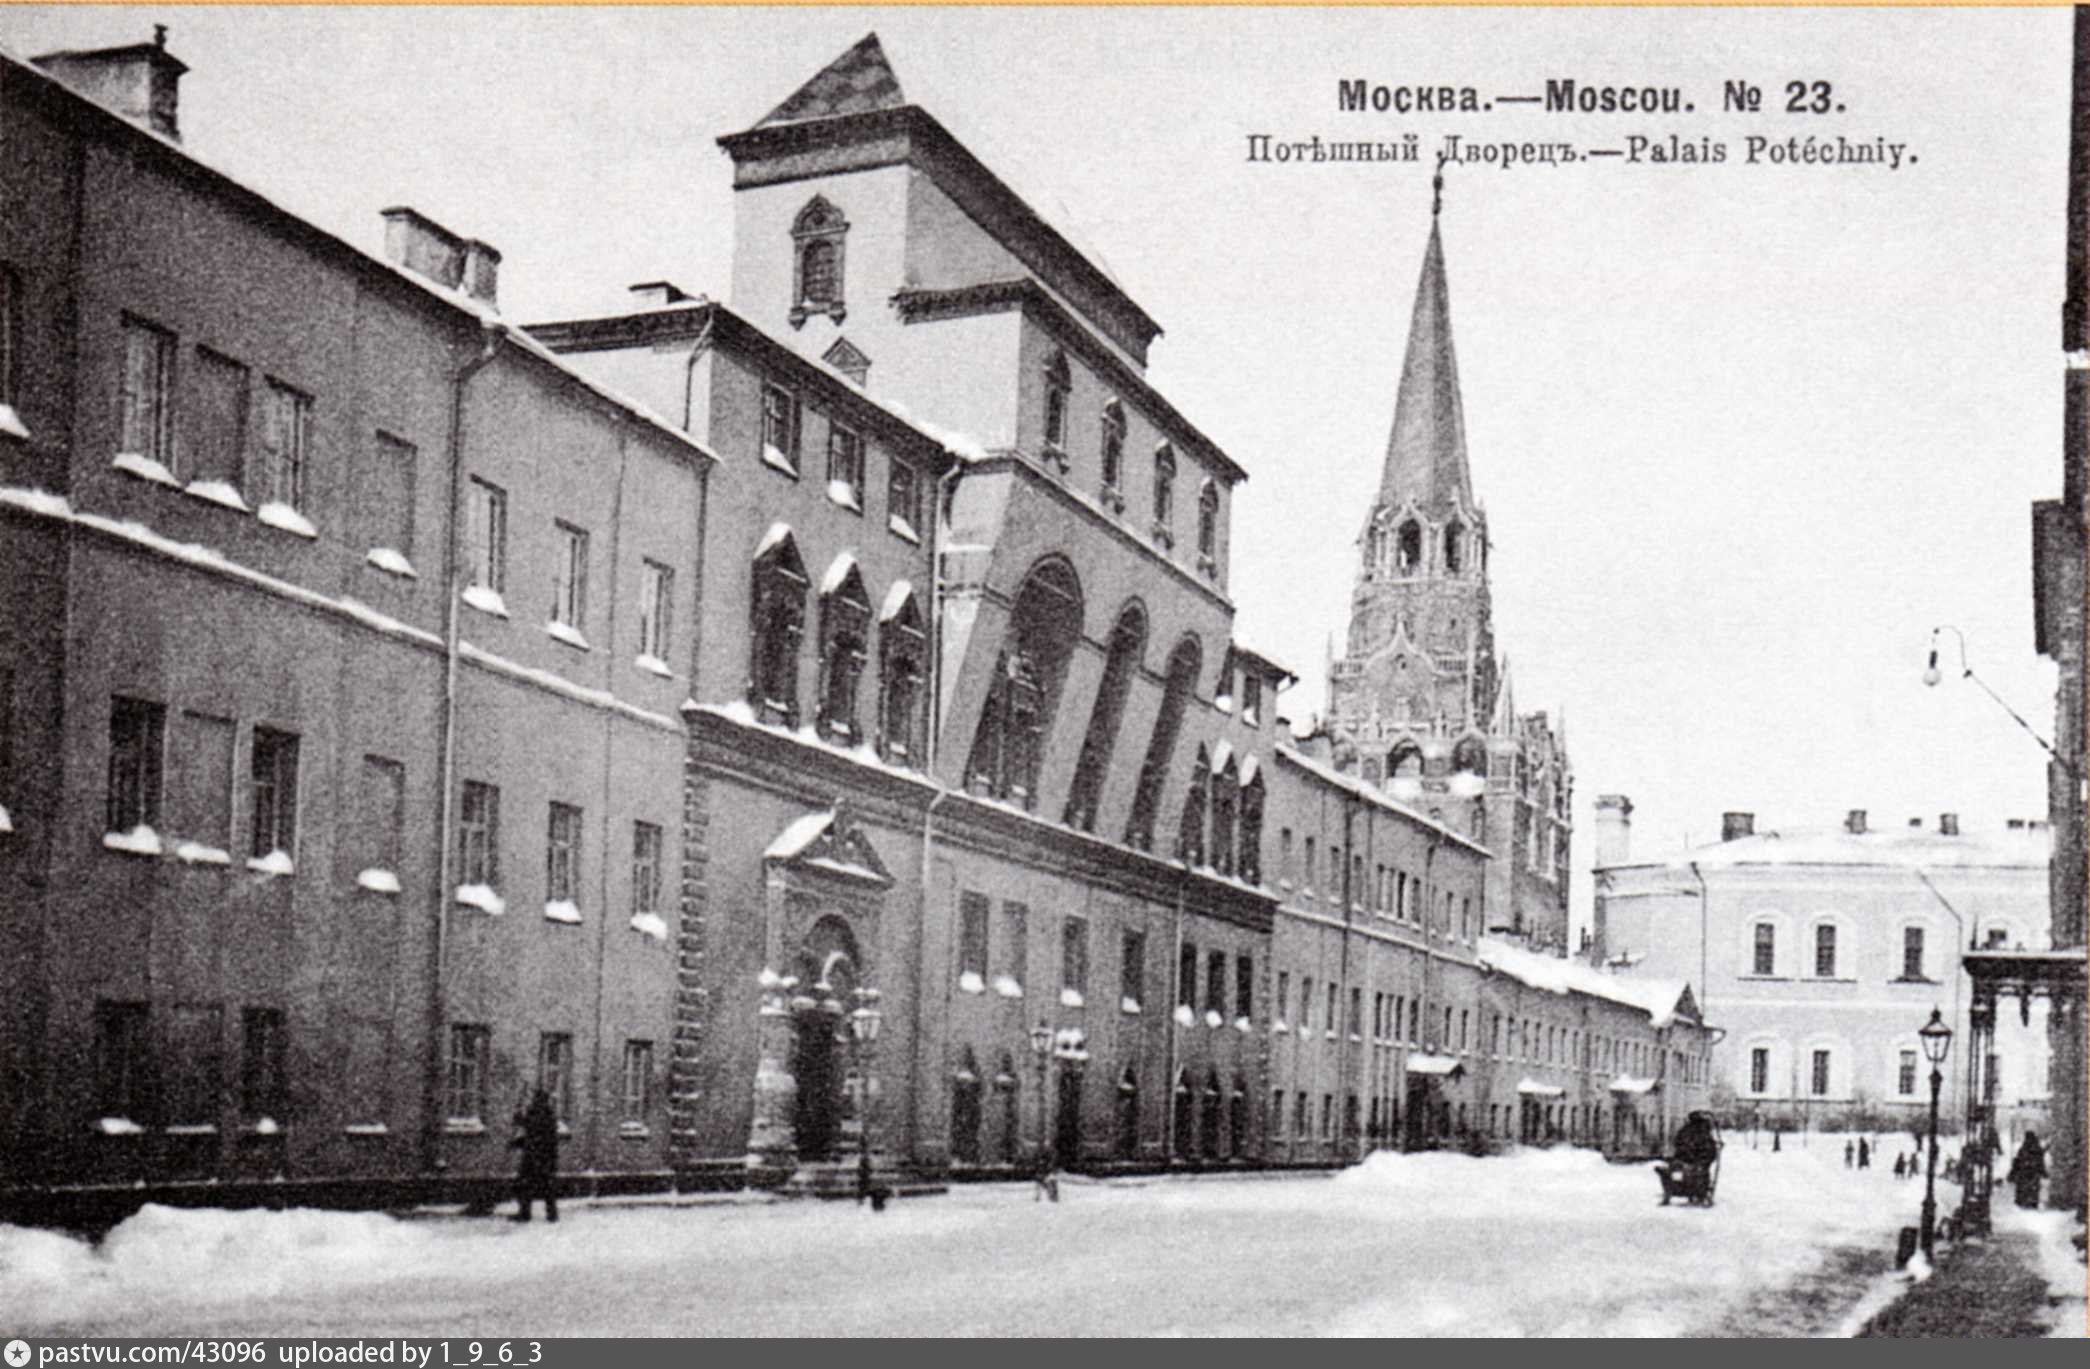 Москва.—Moscou. № 23.
Потѣшный Дворецъ.—Palais Potéchniy.
pastvu.com/43096 uploaded by 1_9_6_3